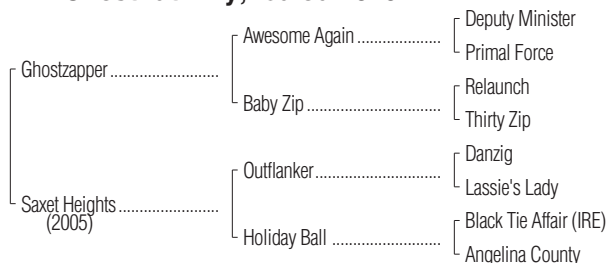 Deputy Minister
Awesome Again
Primal Force
Ghostzapper
Relaunch
Baby Zip
Thirty Zip
Danzig
Outflanker
Lassie's Lady
Saxet Heights
(2005)
Black Tie Affair (IRE)
Holiday Ball
Angelina County